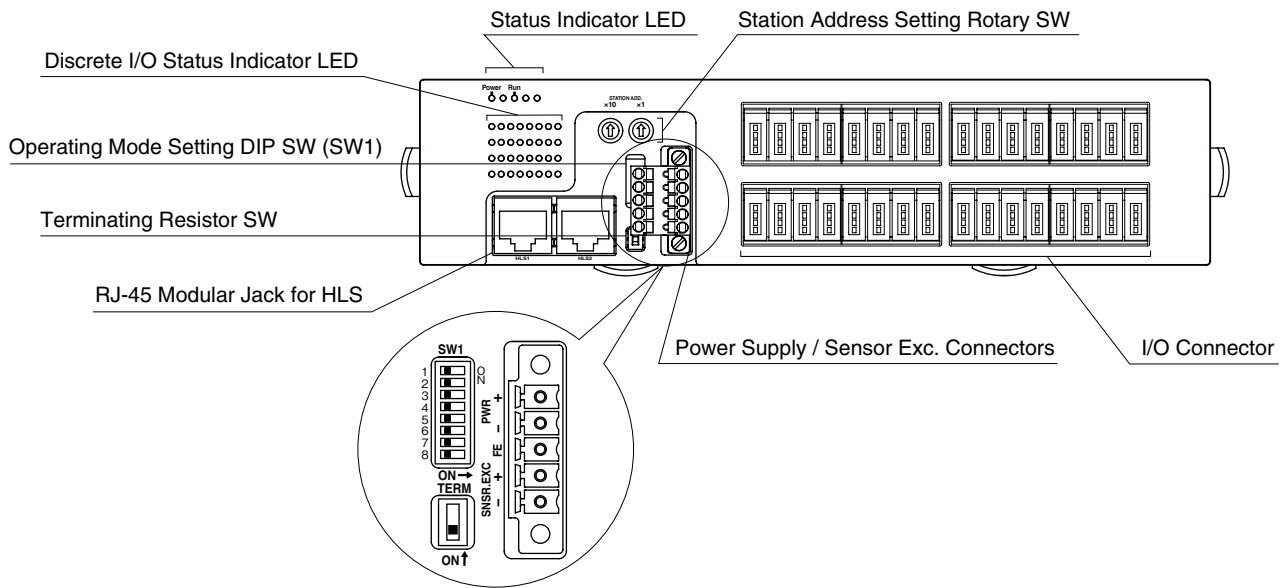 Status Indicator LED
Station Address Setting Rotary SW
Discrete I/O Status Indicator LED
Power Run
STATION ADD.
×10 ×1
Operating Mode Setting DIP SW (SW1)
Terminating Resistor SW
HLS1 HLS2
RJ-45 Modular Jack for HLS
Power Supply / Sensor Exc. Connectors
I/O Connector
SW1
1
2
3
4
5
6
7
8
ON
ON→
TERM
ON↑
+
PWR
–
FE
+
SNSR.EXC
–